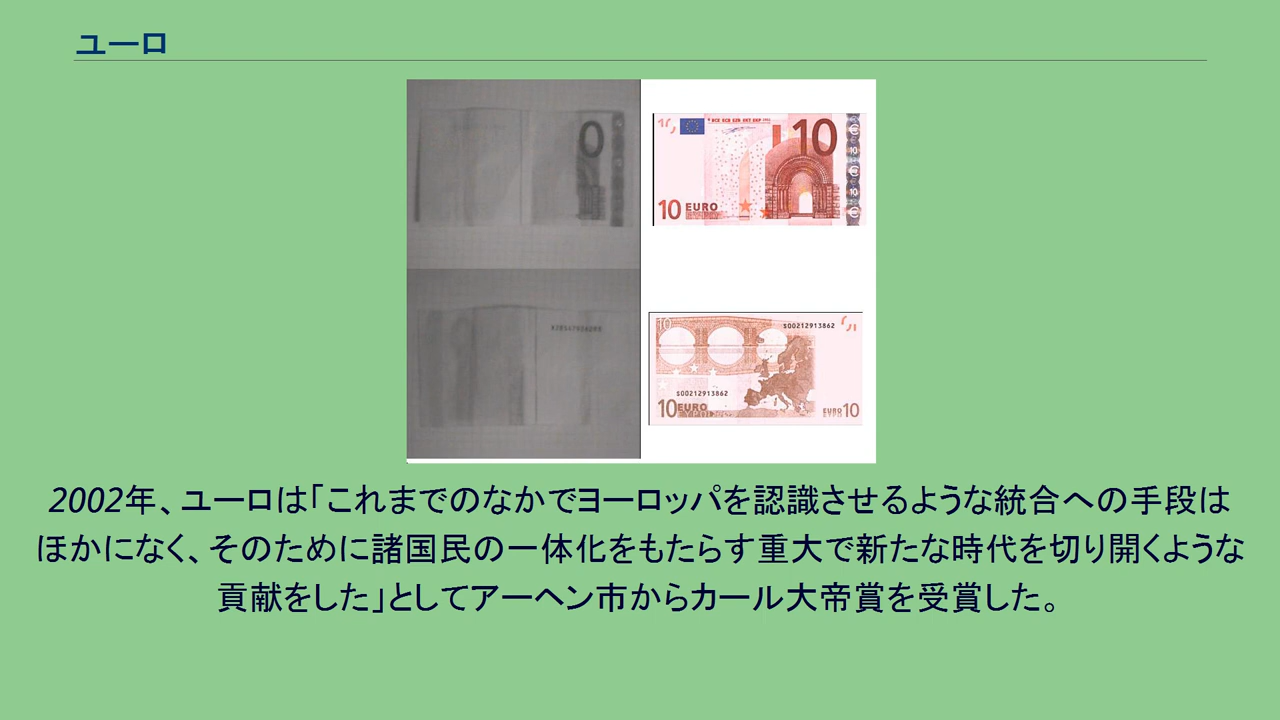 ユーロ
0
10
10 EURO
S00212913862
S00212913862
10 EURO
EURO 10
2002年、ユーロは「これまでのなかでヨーロッパを認識させるような統合への手段は
ほかになく、そのために諸国民の一体化をもたらす重大で新たな時代を切り開くような
貢献をした」としてアーヘン市からカール大帝賞を受賞した。